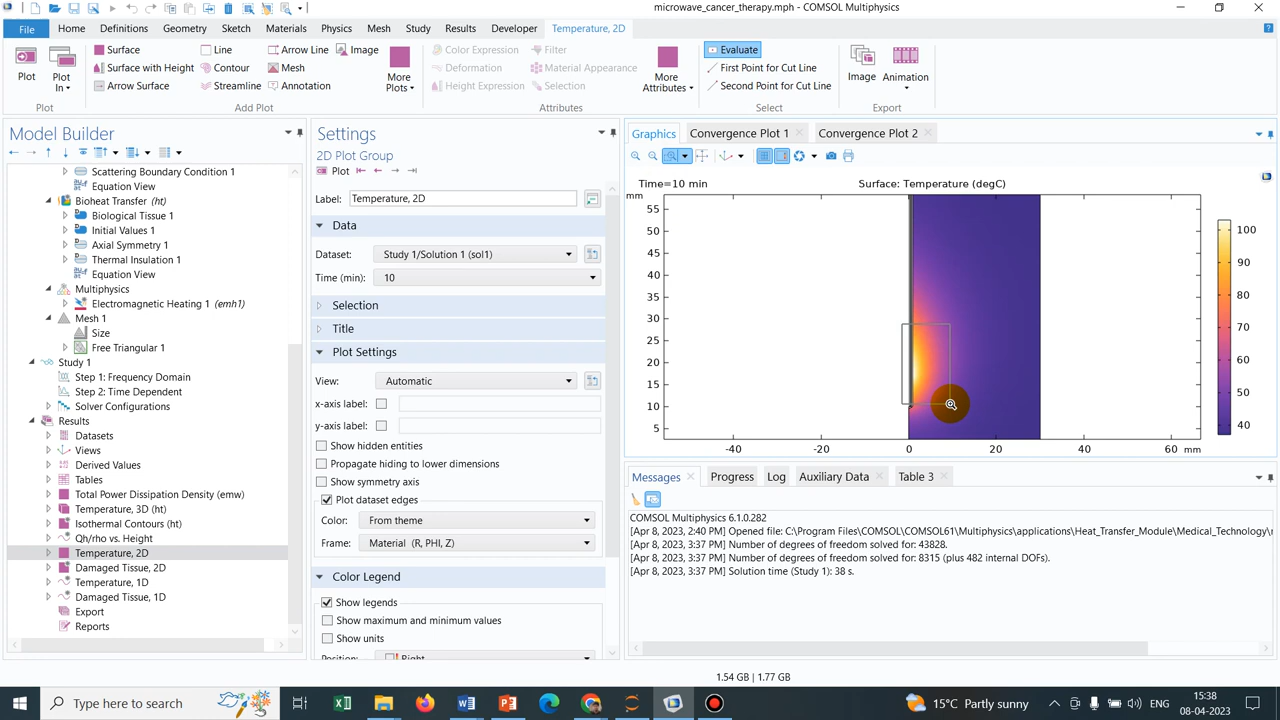 microwave_cancer_therapy.mph - COMSOL Multiphysics
File
Home
Definitions
Geometry
Sketch
Materials
Physics
Mesh
Study
Results
Developer
Temperature, 2D
Plot
Plot In
Plot
Surface
Surface with Height
Arrow Surface
Line
Contour
Streamline
Arrow Line
Mesh
Annotation
Image
More Plots
Add Plot
Color Expression
Deformation
Height Expression
Filter
Material Appearance
Selection
More Attributes
Attributes
Evaluate
First Point for Cut Line
Second Point for Cut Line
Select
Image
Animation
Export
Model Builder
Scattering Boundary Condition 1
Equation View
Bioheat Transfer (ht)
Biological Tissue 1
Initial Values 1
Axial Symmetry 1
Thermal Insulation 1
Equation View
Multiphysics
Electromagnetic Heating 1 (emh1)
Mesh 1
Size
Free Triangular 1
Study 1
Step 1: Frequency Domain
Step 2: Time Dependent
Solver Configurations
Results
Datasets
Views
Derived Values
Tables
Total Power Dissipation Density (emw)
Temperature, 3D (ht)
Isothermal Contours (ht)
Qh/rho vs. Height
Temperature, 2D
Damaged Tissue, 2D
Temperature, 1D
Damaged Tissue, 1D
Export
Reports
Settings
2D Plot Group
Plot
Label: Temperature, 2D
Data
Dataset: Study 1/Solution 1 (sol1)
Time (min): 10
Selection
Title
Plot Settings
View: Automatic
x-axis label:
y-axis label:
Show hidden entities
Propagate hiding to lower dimensions
Show symmetry axis
Plot dataset edges
Color: From theme
Frame: Material (R, PHI, Z)
Color Legend
Show legends
Show maximum and minimum values
Show units
Position: Right
Graphics
Convergence Plot 1
Convergence Plot 2
Time=10 min
Surface: Temperature (degC)
mm
55
50
45
40
35
30
25
20
15
10
5
-40
-20
0
20
40
60
mm
100
90
80
70
60
50
40
Messages
Progress
Log
Auxiliary Data
Table 3
COMSOL Multiphysics 6.1.0.282
[Apr 8, 2023, 2:40 PM] Opened file: C:\Program Files\COMSOL\COMSOL61\Multiphysics\applications\Heat_Transfer_Module\Medical_Technology\
[Apr 8, 2023, 3:37 PM] Number of degrees of freedom solved for: 43828.
[Apr 8, 2023, 3:37 PM] Number of degrees of freedom solved for: 8315 (plus 482 internal DOFs).
[Apr 8, 2023, 3:37 PM] Solution time (Study 1): 38 s.
1.54 GB | 1.77 GB
Type here to search
15°C Partly sunny
ENG
15:38
08-04-2023